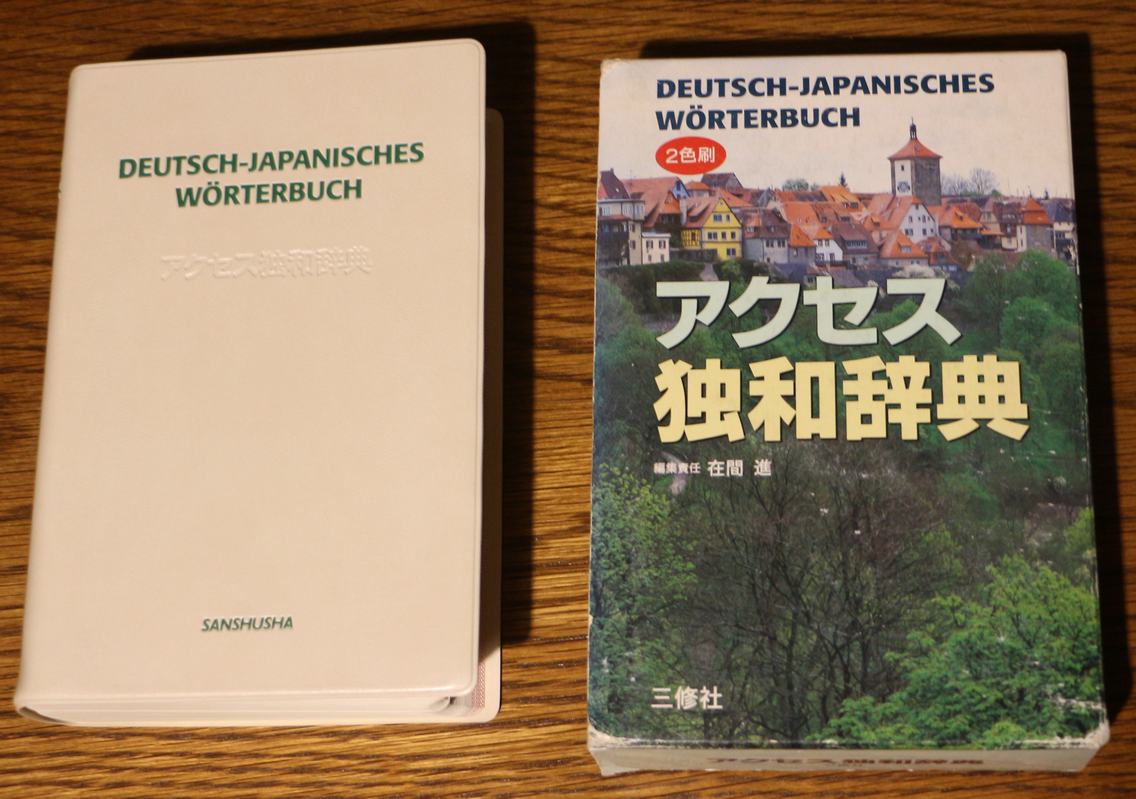 DEUTSCH-JAPANISCHES
WÖRTERBUCH
アクセス独和辞典
SANSHUSHA
DEUTSCH-JAPANISCHES
WÖRTERBUCH
2色刷
アクセス
独和辞典
編集責任 在間 進
三修社
アクセス独和辞典